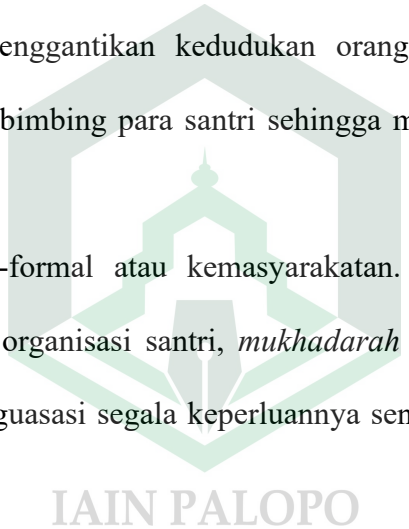 enggantikan kedudukan orang
bimbing para santri sehingga m
-formal atau kemasyarakatan.
organisasi santri, mukhadarah
guasasi segala keperluannya sen
IAIN PALOPO